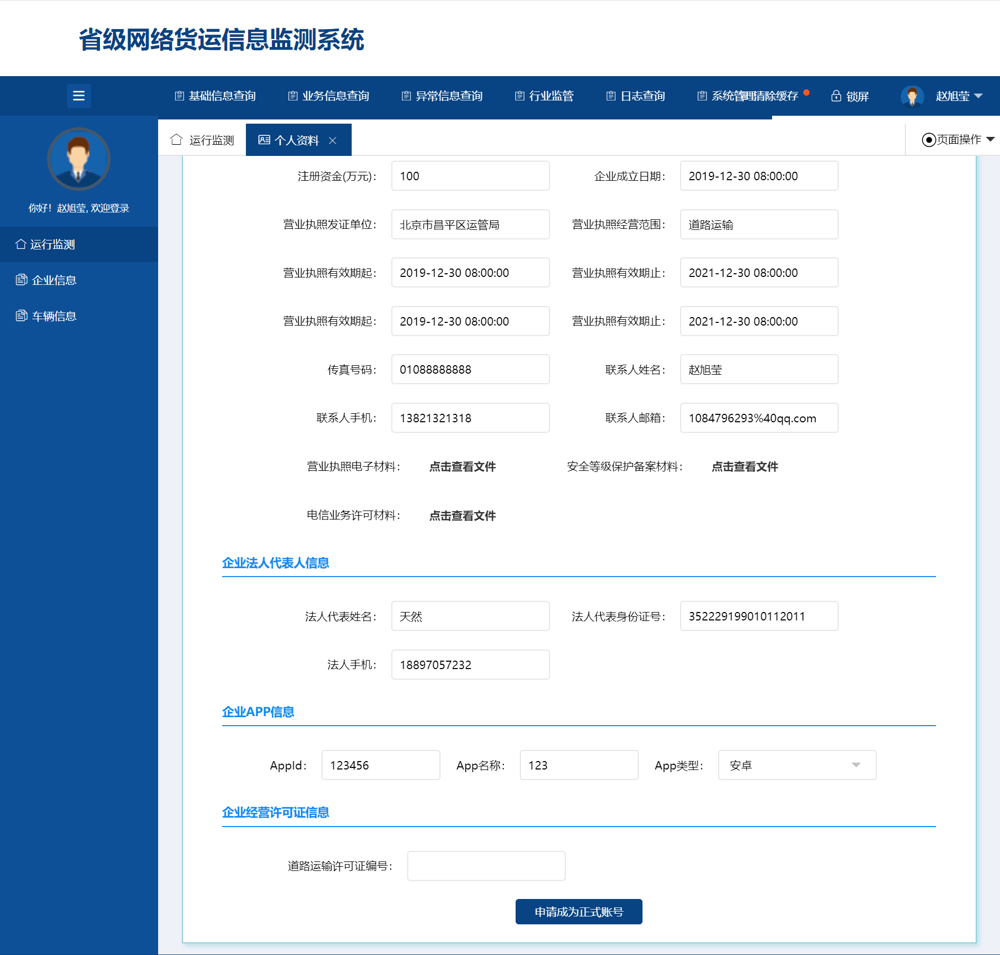 省级网络货运信息监测系统
基础信息查询 业务信息查询 异常信息查询 行业监管 日志查询 系统管理 清除缓存 锁屏 赵旭莹
运行监测 个人资料 页面操作
你好！赵旭莹, 欢迎登录
运行监测
企业信息
车辆信息
注册资金(万元)： 100 企业成立日期： 2019-12-30 08:00:00
营业执照发证单位： 北京市昌平区运管局 营业执照经营范围： 道路运输
营业执照有效期起： 2019-12-30 08:00:00 营业执照有效期止： 2021-12-30 08:00:00
营业执照有效期起： 2019-12-30 08:00:00 营业执照有效期止： 2021-12-30 08:00:00
传真号码： 01088888888 联系人姓名： 赵旭莹
联系人手机： 13821321318 联系人邮箱： 1084796293%40qq.com
营业执照电子材料： 点击查看文件 安全等级保护备案材料： 点击查看文件
电信业务许可材料： 点击查看文件
企业法人代表人信息
法人代表姓名： 天然 法人代表身份证号： 352229199010112011
法人手机： 18897057232
企业APP信息
AppId： 123456 App名称： 123 App类型： 安卓
企业经营许可证信息
道路运输许可证编号：
申请成为正式账号